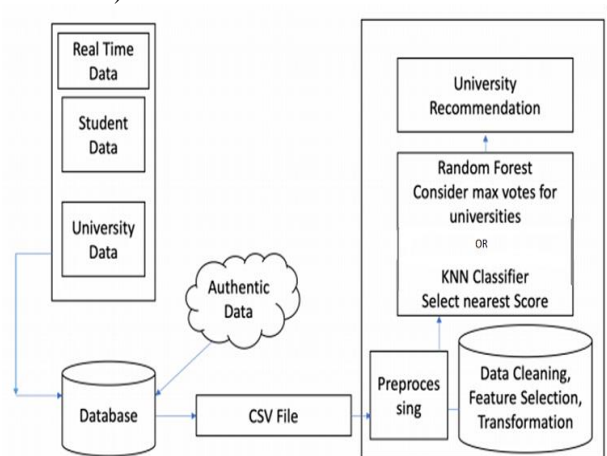 Real Time
Data
Student
Data
University
Data
Authentic
Data
Database
CSV File
Preproces
sing
Data Cleaning,
Feature Selection,
Transformation
Random Forest
Consider max votes for
universities
OR
KNN Classifier
Select nearest Score
University
Recommendation